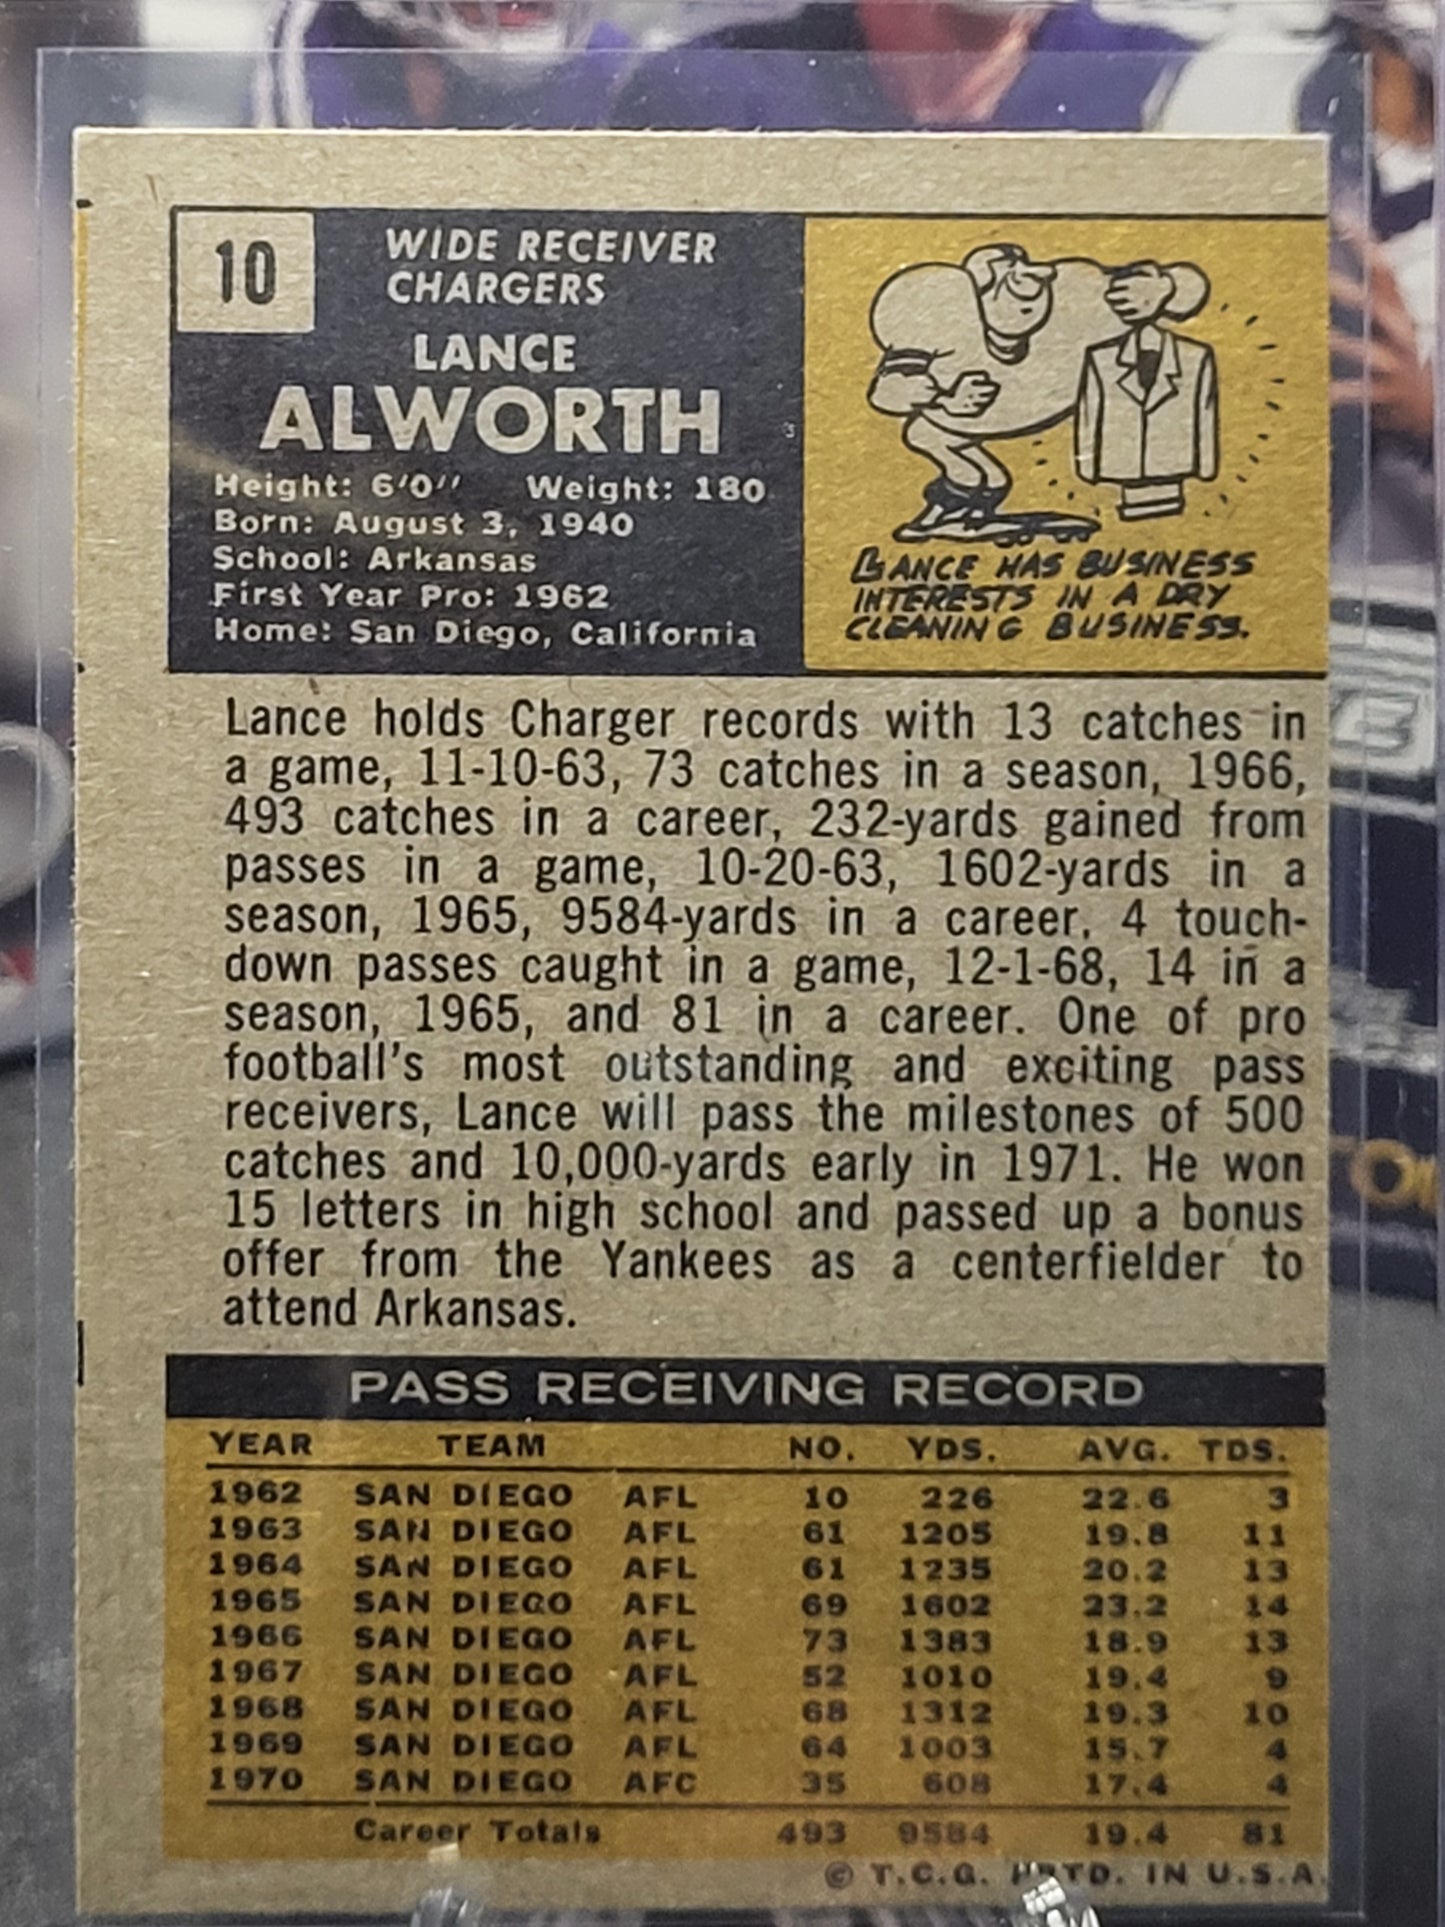 10
WIDE RECEIVER
CHARGERS
LANCE
ALWORTH
Height: 6'0'' Weight: 180
Born: August 3, 1940
School: Arkansas
First Year Pro: 1962
Home: San Diego, California
LANCE HAS BUSINESS
INTERESTS IN A DRY
CLEANING BUSINESS.
Lance holds Charger records with 13 catches in
a game, 11-10-63, 73 catches in a season, 1966,
493 catches in a career, 232-yards gained from
passes in a game, 10-20-63, 1602-yards in a
season, 1965, 9584-yards in a career, 4 touch-
down passes caught in a game, 12-1-68, 14 in a
season, 1965, and 81 in a career. One of pro
football's most outstanding and exciting pass
receivers, Lance will pass the milestones of 500
catches and 10,000-yards early in 1971. He won
15 letters in high school and passed up a bonus
offer from the Yankees as a centerfielder to
attend Arkansas.
PASS RECEIVING RECORD
YEAR TEAM NO. YDS. AVG. TDS.
1962 SAN DIEGO AFL 10 226 22.6 3
1963 SAN DIEGO AFL 61 1205 19.8 11
1964 SAN DIEGO AFL 61 1235 20.2 13
1965 SAN DIEGO AFL 69 1602 23.2 14
1966 SAN DIEGO AFL 73 1383 18.9 13
1967 SAN DIEGO AFL 52 1010 19.4 9
1968 SAN DIEGO AFL 68 1312 19.3 10
1969 SAN DIEGO AFL 64 1003 15.7 4
1970 SAN DIEGO AFC 35 608 17.4 4
Career Totals 493 9584 19.4 81
© T.C.G. PRTD. IN U.S.A.